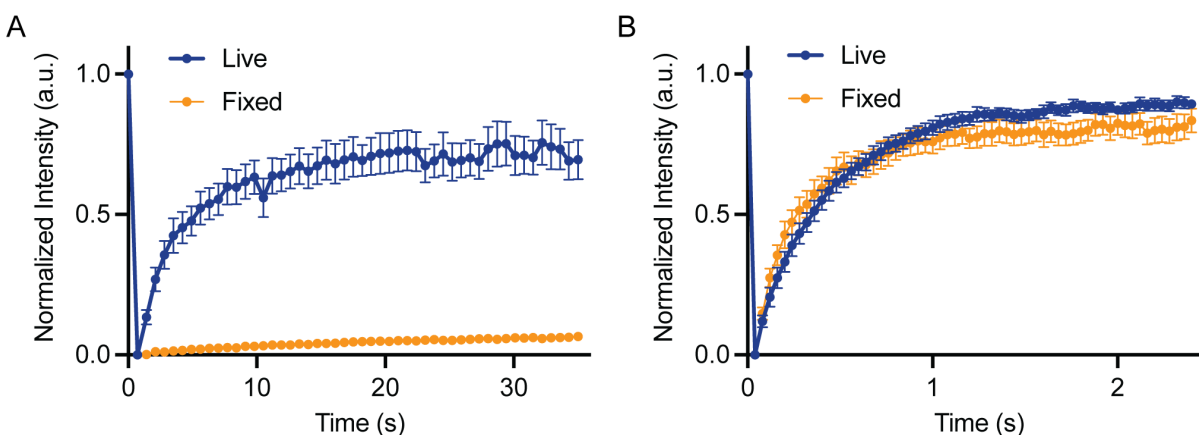 A
Normalized Intensity (a.u.)
1.0
0.5
0.0
Live
Fixed
0
10
20
30
Time (s)
B
Normalized Intensity (a.u.)
1.0
0.5
0.0
Live
Fixed
0
1
2
Time (s)